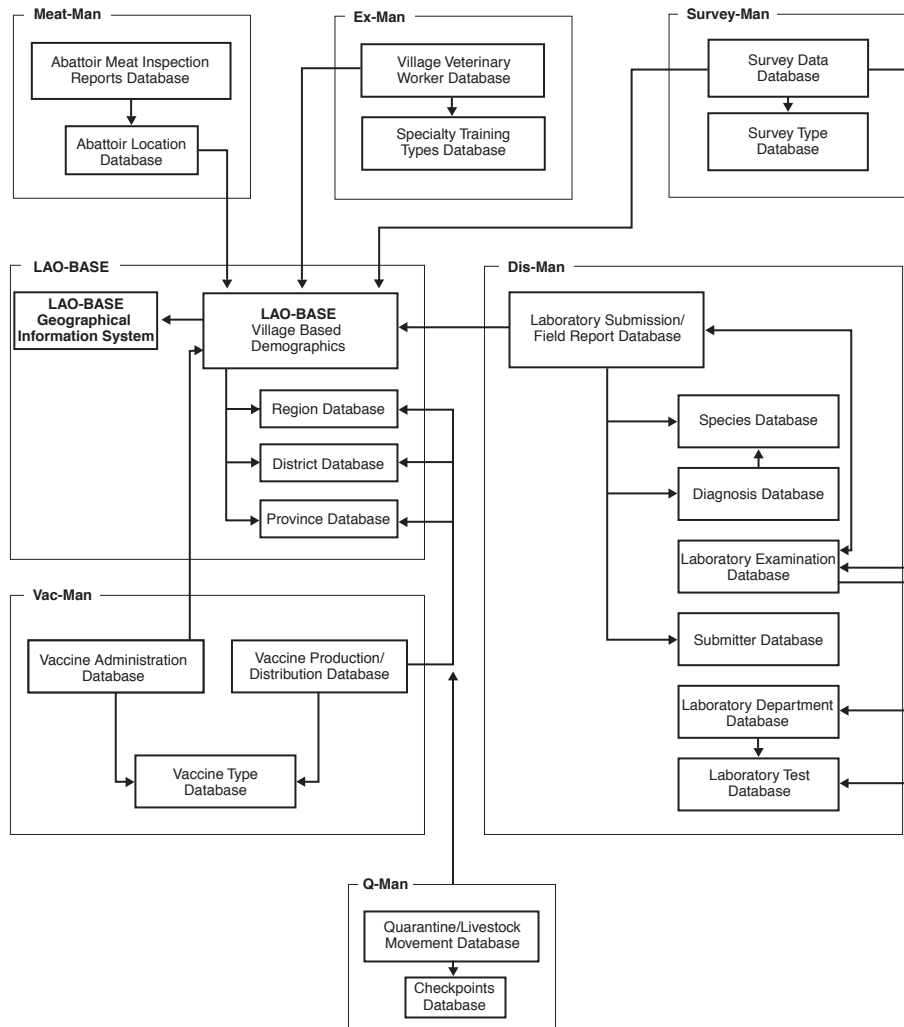 Meat-Man
Abattoir Meat Inspection
Reports Database
Abattoir Location
Database
Ex-Man
Village Veterinary
Worker Database
Specialty Training
Types Database
Survey-Man
Survey Data
Database
Survey Type
Database
LAO-BASE
LAO-BASE
Geographical
Information System
LAO-BASE
Village Based
Demographics
Region Database
District Database
Province Database
Dis-Man
Laboratory Submission/
Field Report Database
Species Database
Diagnosis Database
Laboratory Examination
Database
Submitter Database
Laboratory Department
Database
Laboratory Test
Database
Vac-Man
Vaccine Administration
Database
Vaccine Production/
Distribution Database
Vaccine Type
Database
Q-Man
Quarantine/Livestock
Movement Database
Checkpoints
Database